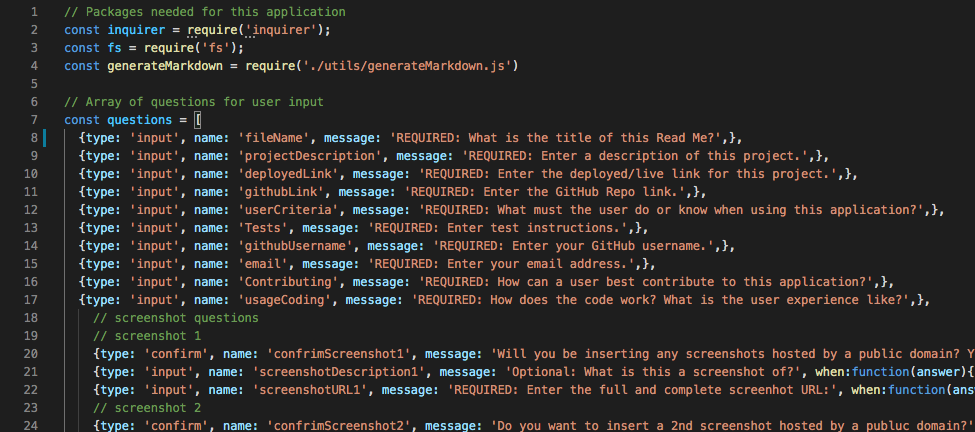 1 // Packages needed for this application
2 const inquirer = require('inquirer');
3 const fs = require('fs');
4 const generateMarkdown = require('./utils/generateMarkdown.js')
5
6 // Array of questions for user input
7 const questions = [
8 {type: 'input', name: 'fileName', message: 'REQUIRED: What is the title of this Read Me?',},
9 {type: 'input', name: 'projectDescription', message: 'REQUIRED: Enter a description of this project.',},
10 {type: 'input', name: 'deployedLink', message: 'REQUIRED: Enter the deployed/live link for this project.',},
11 {type: 'input', name: 'githubLink', message: 'REQUIRED: Enter the GitHub Repo link.',},
12 {type: 'input', name: 'userCriteria', message: 'REQUIRED: What must the user do or know when using this application?',},
13 {type: 'input', name: 'Tests', message: 'REQUIRED: Enter test instructions.',},
14 {type: 'input', name: 'githubUsername', message: 'REQUIRED: Enter your GitHub username.',},
15 {type: 'input', name: 'email', message: 'REQUIRED: Enter your email address.',},
16 {type: 'input', name: 'Contributing', message: 'REQUIRED: How can a user best contribute to this application?',},
17 {type: 'input', name: 'usageCoding', message: 'REQUIRED: How does the code work? What is the user experience like?',},
18 // screenshot questions
19 // screenshot 1
20 {type: 'confirm', name: 'confrimScreenshot1', message: 'Will you be inserting any screenshots hosted by a public domain? Y
21 {type: 'input', name: 'screenshotDescription1', message: 'Optional: What is this a screenshot of?', when:function(answer){
22 {type: 'input', name: 'screenshotURL1', message: 'REQUIRED: Enter the full and complete screenhot URL:', when:function(ans
23 // screenshot 2
24 {type: 'confirm', name: 'confrimScreenshot2', message: 'Do you want to insert a 2nd screenshot hosted by a publuc domain?'